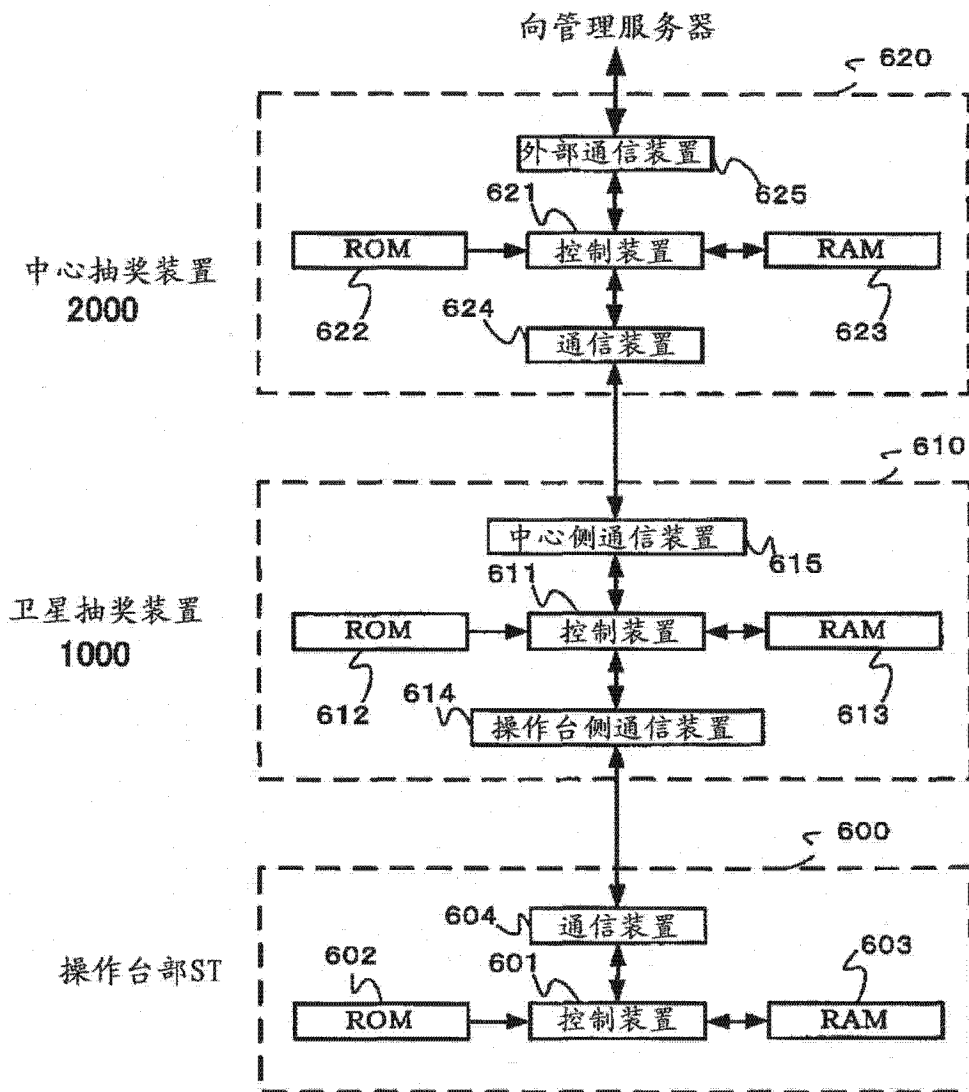 向管理服务器
620
外部通信装置
625
621
ROM
控制装置
RAM
中心抽奖装置
2000
622
624
623
通信装置
610
中心侧通信装置
615
611
卫星抽奖装置
1000
ROM
控制装置
RAM
612
614
613
操作台侧通信装置
600
604
通信装置
操作台部ST
602
601
603
ROM
控制装置
RAM